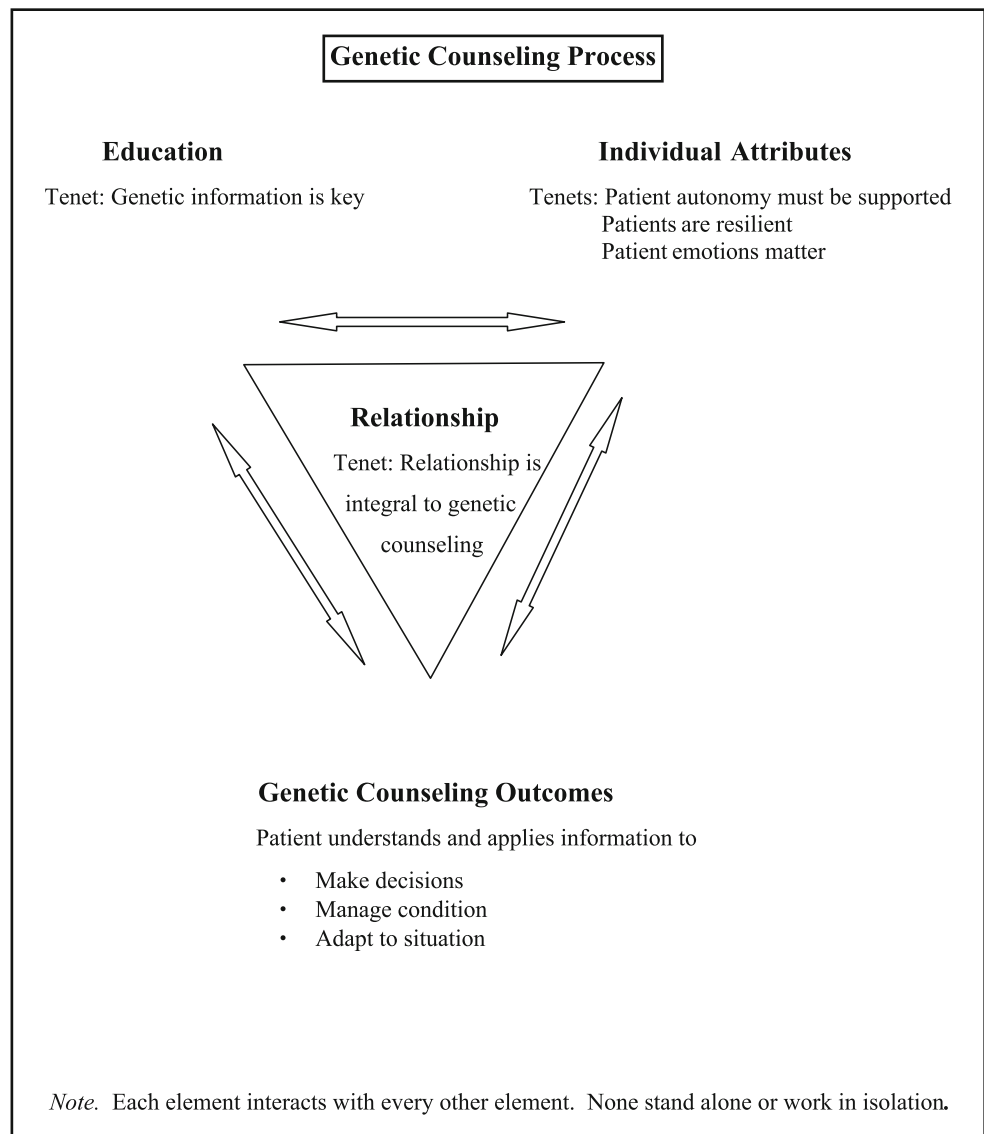 Genetic Counseling Process
Education
Tenet: Genetic information is key
Individual Attributes
Tenets: Patient autonomy must be supported
Patients are resilient
Patient emotions matter
Relationship
Tenet: Relationship is
integral to genetic
counseling
Genetic Counseling Outcomes
Patient understands and applies information to
• Make decisions
• Manage condition
• Adapt to situation
Note. Each element interacts with every other element. None stand alone or work in isolation.